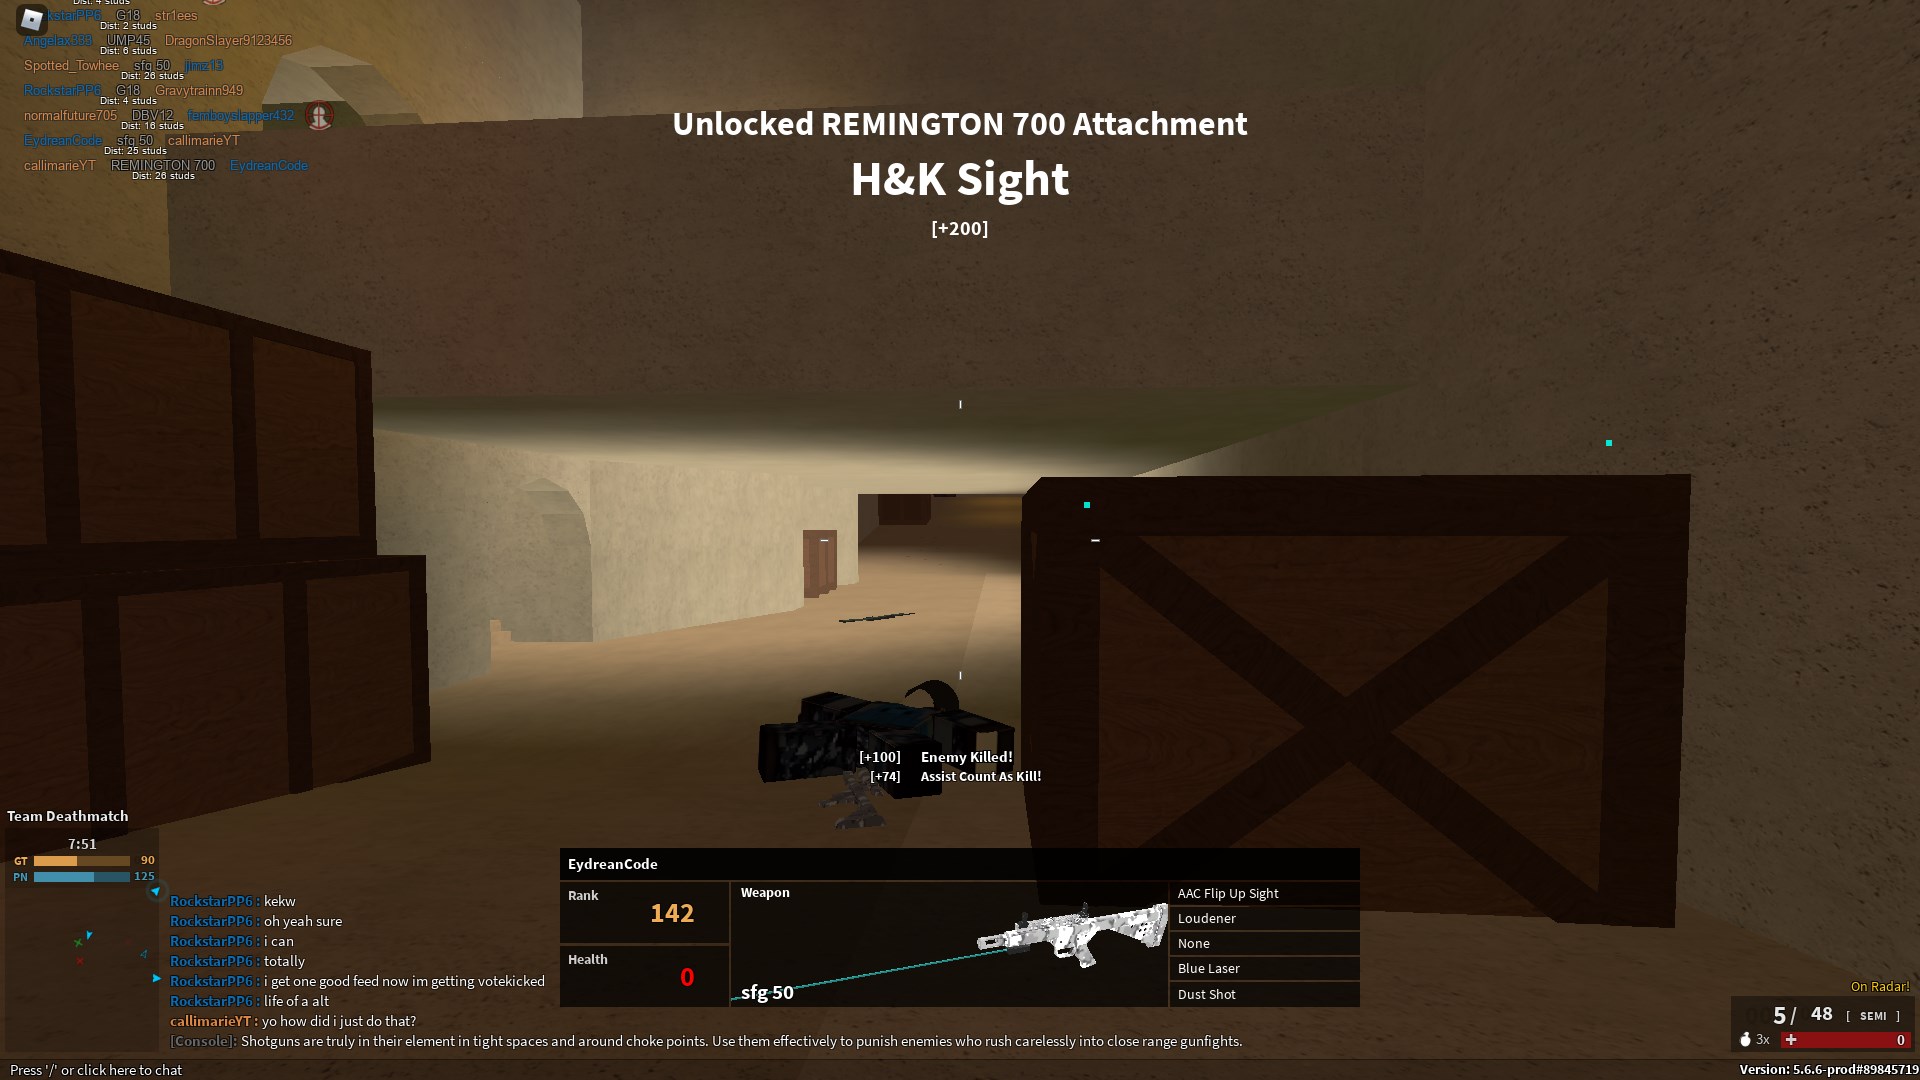 Dist: 4 studs
RockstarPP6 G18 str1ees
Dist: 2 studs
Angelax353 UMP45 DragonSlayer9123456
Dist: 6 studs
Spotted_Towhee sfg 50 jimz13
Dist: 26 studs
RockstarPP6 G18 Gravytrainn949
Dist: 4 studs
normalfuture705 DBV12 femboyslapper432
Dist: 16 studs
EydreanCode sfg 50 callimarieYT
Dist: 25 studs
callimarieYT REMINGTON 700 EydreanCode
Dist: 26 studs
Unlocked REMINGTON 700 Attachment
H&K Sight
[+200]
[+100] Enemy Killed!
[+74] Assist Count As Kill!
Team Deathmatch
7:51
GT 90
PN 125
RockstarPP6 : kekw
RockstarPP6 : oh yeah sure
RockstarPP6 : i can
RockstarPP6 : totally
RockstarPP6 : i get one good feed now im getting votekicked
RockstarPP6 : life of a alt
callimarieYT : yo how did i just do that?
[Console]: Shotguns are truly in their element in tight spaces and around choke points. Use them effectively to punish enemies who rush carelessly into close range gunfights.
Press '/' or click here to chat
EydreanCode
Rank
142
Health
0
Weapon
sfg 50
AAC Flip Up Sight
Loudener
None
Blue Laser
Dust Shot
On Radar!
5 / 48 [ SEMI ]
3x
0
Version: 5.6.6-prod#89845719